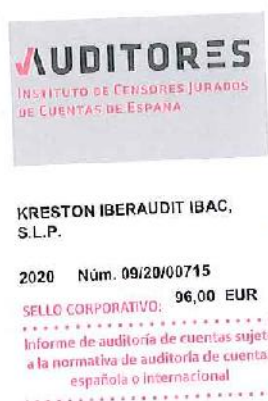 AUDITORES
INSTITUTO DE CENSORES JURADOS
DE CUENTAS DE ESPAÑA
KRESTON IBERAUDIT IBAC,
S.L.P.
2020 Núm. 09/20/00715
SELLO CORPORATIVO: 96,00 EUR
Informe de auditoría de cuentas sujet
a la normativa de auditoría de cuenta
española o internacional